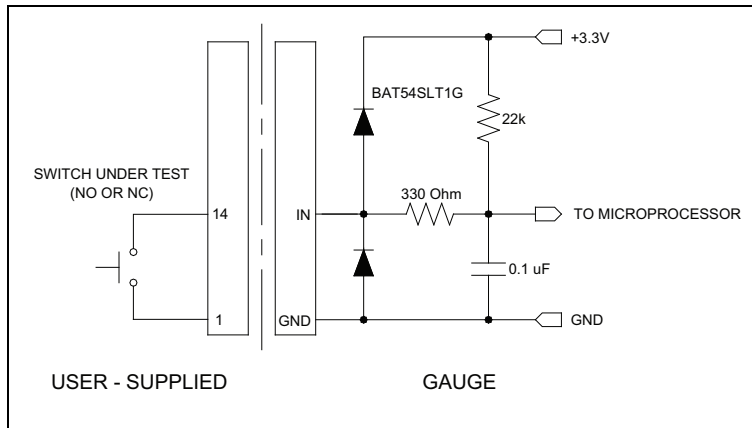 +3.3V
BAT54SLT1G
22k
SWITCH UNDER TEST
(NO OR NC)
330 Ohm
14
IN
TO MICROPROCESSOR
0.1 uF
1
GND
GND
USER - SUPPLIED
GAUGE